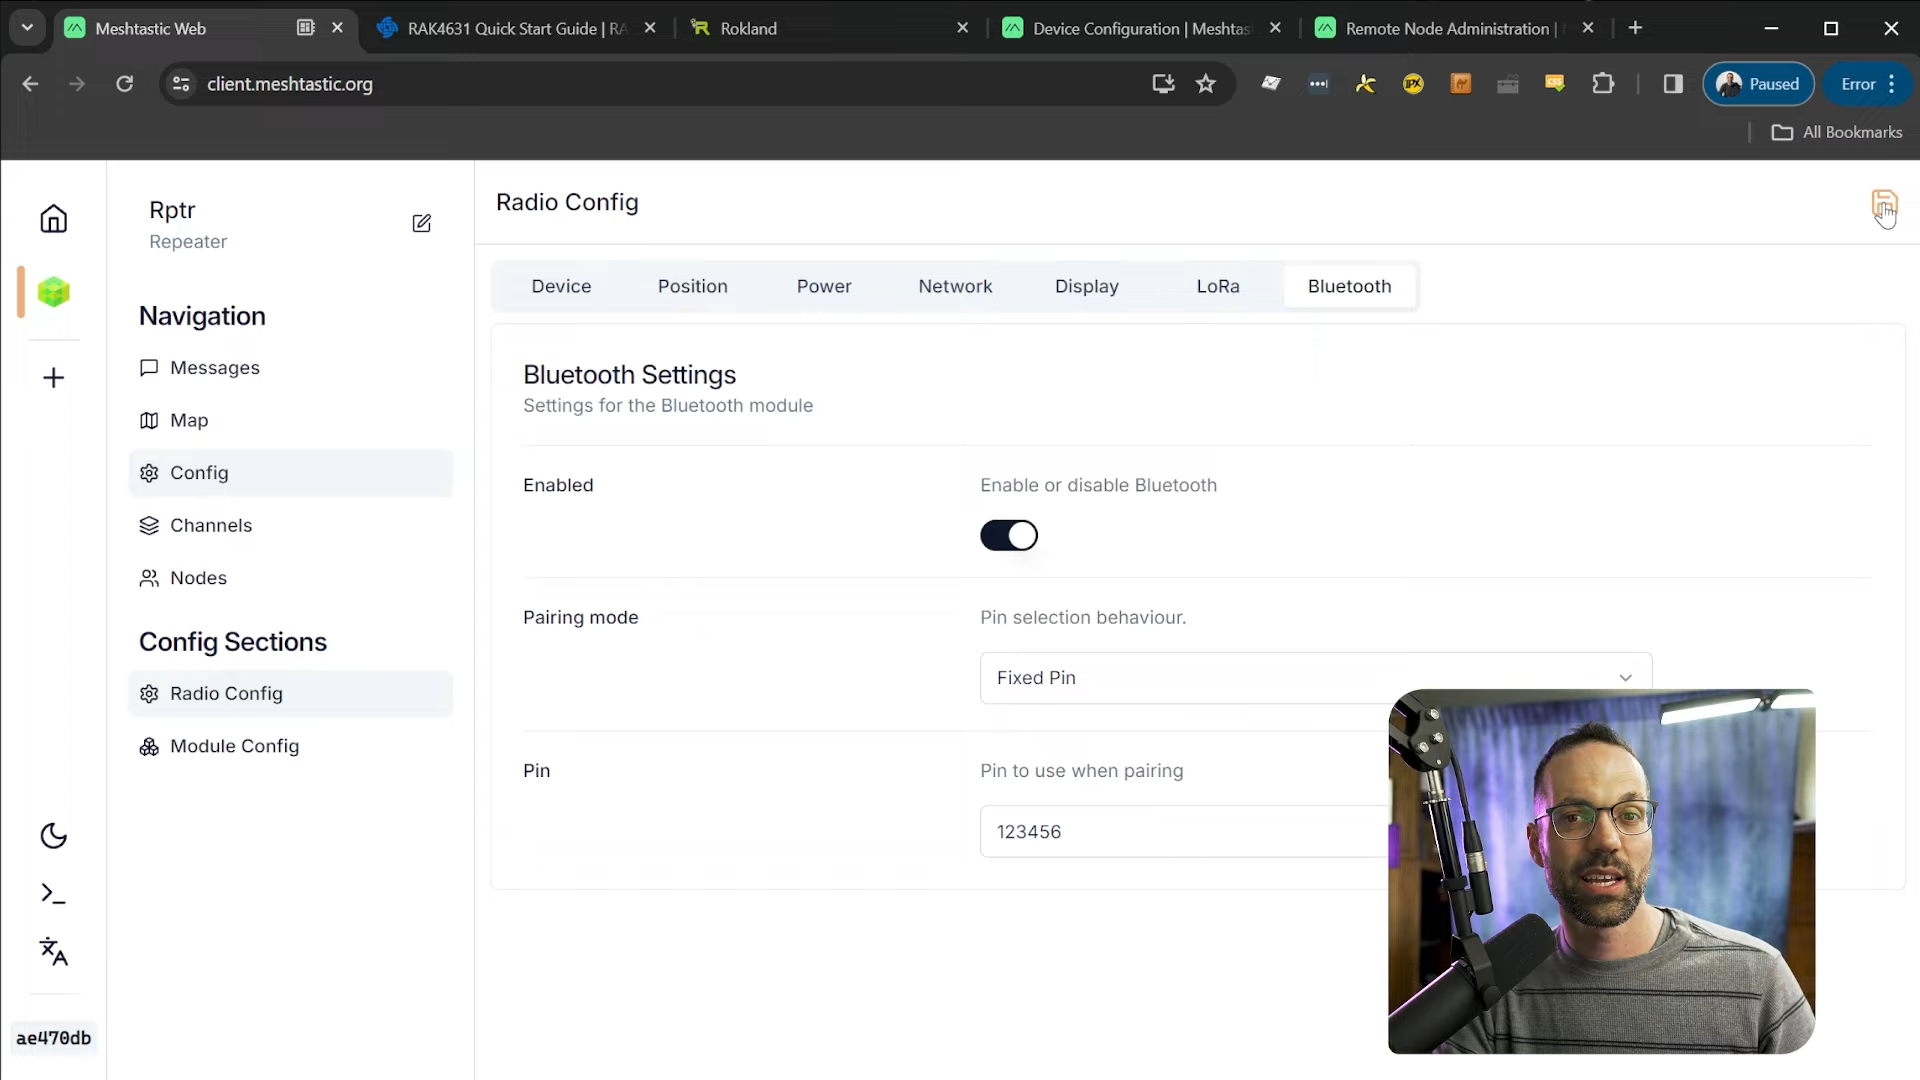 Meshtastic Web
RAK4631 Quick Start Guide | RA
Rokland
Device Configuration | Meshtas
Remote Node Administration |
client.meshtastic.org
IPX
CSS
Paused
Error
All Bookmarks
Rptr
Repeater
Navigation
Messages
Map
Config
Channels
Nodes
Config Sections
Radio Config
Module Config
ae470db
Radio Config
Device
Position
Power
Network
Display
LoRa
Bluetooth
Bluetooth Settings
Settings for the Bluetooth module
Enabled
Enable or disable Bluetooth
Pairing mode
Pin selection behaviour.
Fixed Pin
Pin
Pin to use when pairing
123456